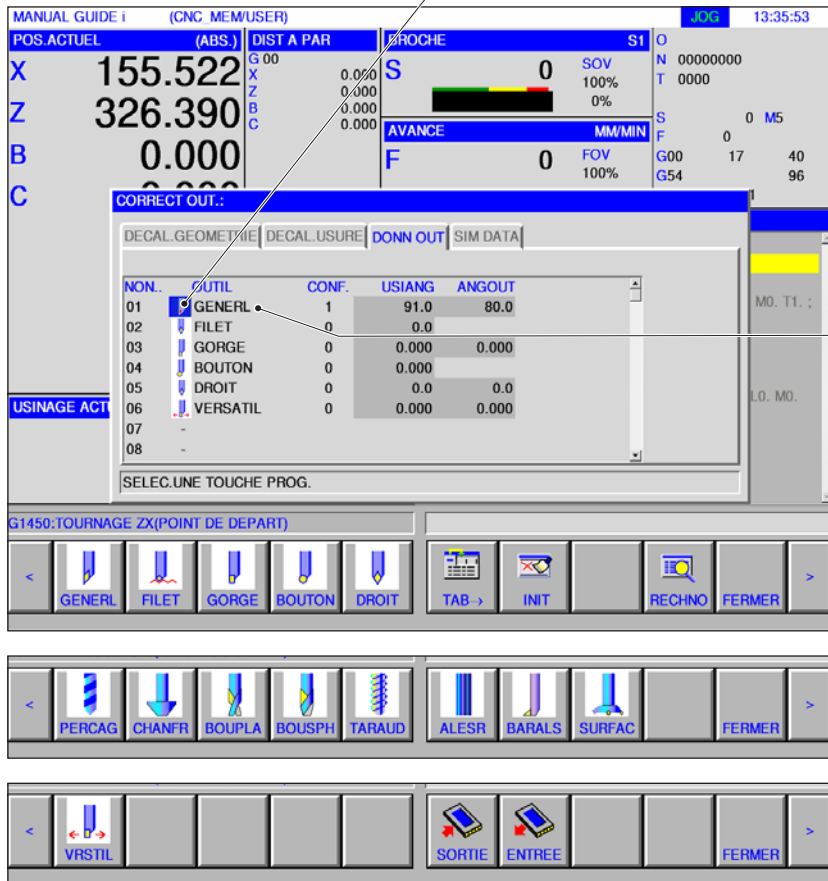 MANUAL GUIDE i (CNC_MEM/USER) JOG 13:35:53
POS.ACTUEL (ABS.) DIST A PAR BROCHE S1 O
G 00 N 00000000
X 155.522 X 0.000 S 0 SOV T 0000
100%
Z 326.390 Z 0.000 0%
B 0.000 S 0 M5
C 0.000 AVANCE MM/MIN F 0
B 0.000 F 0 FOV G00 17 40
100% G54 96
C
CORRECT OUT.:
DECAL.GEOMETRIE DECAL.USURE DONN OUT SIM DATA
NON.. OUTIL CONF. USIANG ANGOUT
01 GENERL 1 91.0 80.0
M0. T1. ;
02 FILET 0 0.0
03 GORGE 0 0.000 0.000
04 BOUTON 0 0.000
05 DROIT 0 0.0 0.0
L0. M0.
USINAGE ACT
06 VERSATIL 0 0.000 0.000
07 -
08 -
SELEC.UNE TOUCHE PROG.
G1450:TOURNAGE ZX(POINT DE DEPART)
< GENERL FILET GORGE BOUTON DROIT TAB→ INIT RECHNO FERMER >
< PERCAG CHANFR BOUPLA BOUSPH TARAUD ALESR BARALS SURFAC FERMER >
< VRSTIL SORTIE ENTREE FERMER >